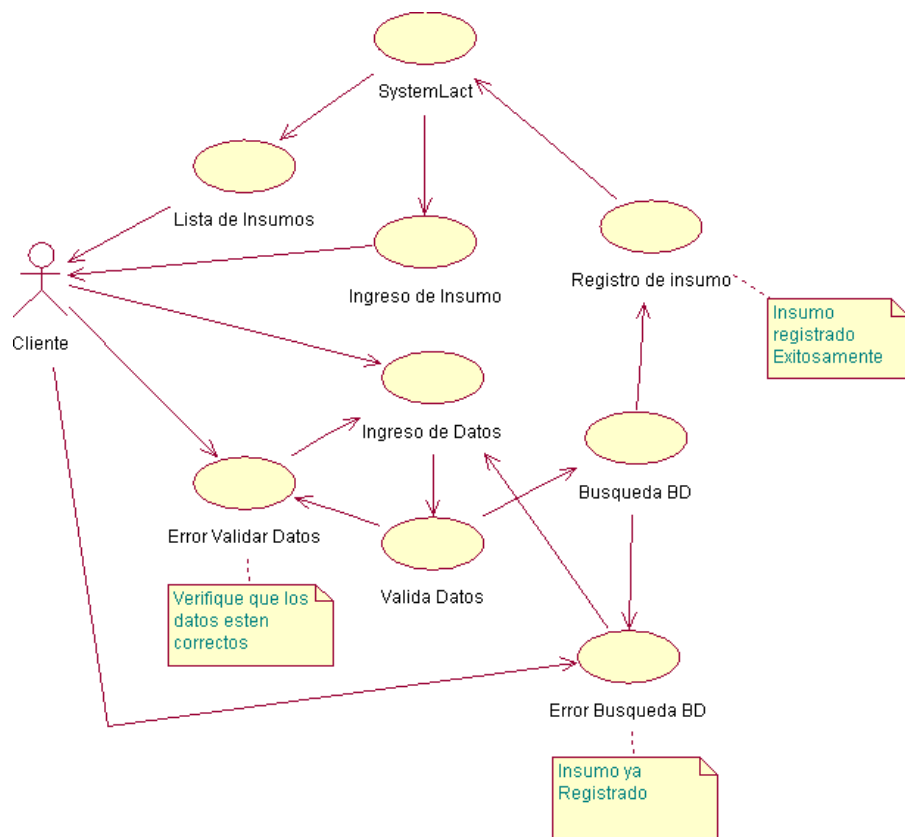 SystemLact
Lista de Insumos
Ingreso de Insumo
Registro de insumo
Insumo
registrado
Exitosamente
Cliente
Ingreso de Datos
Busqueda BD
Error Validar Datos
Valida Datos
Verifique que los
datos esten
correctos
Error Busqueda BD
Insumo ya
Registrado